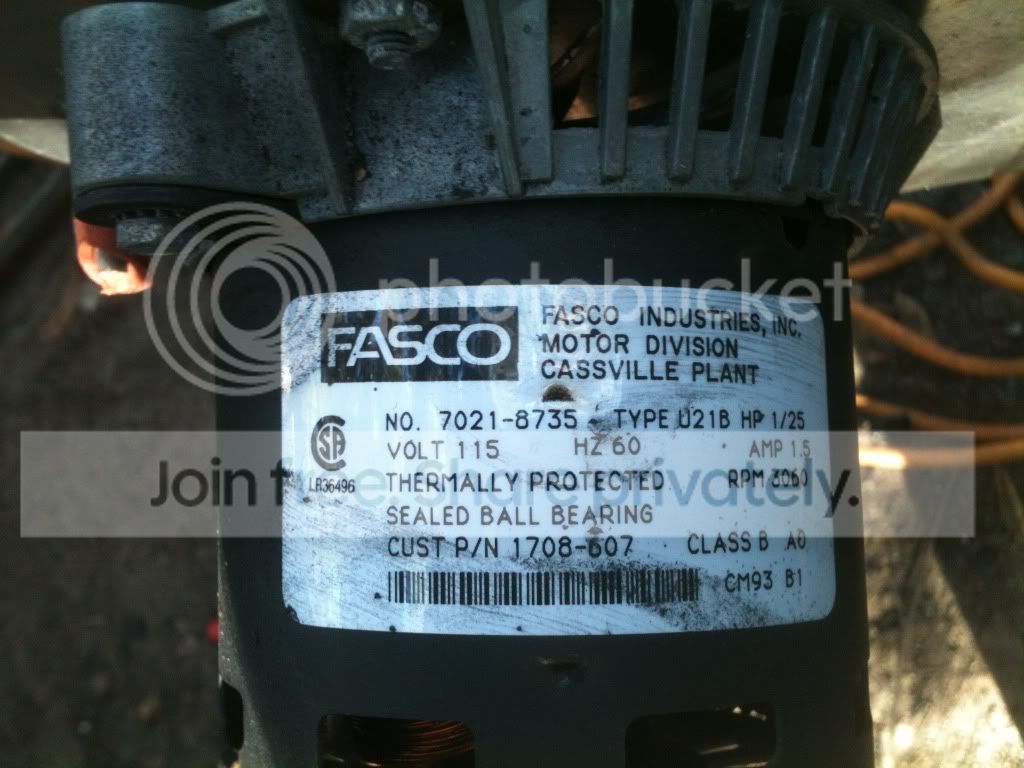 photobucket
FASCO
FASCO INDUSTRIES, INC.
MOTOR DIVISION
CASSVILLE PLANT
NO. 7021-8735 TYPE U21B HP 1/25
VOLT 115 HZ 60 AMP 1.5
SA
LR36496
THERMALLY PROTECTED RPM 3060
Join free. Share privately.
SEALED BALL BEARING
CUST P/N 1708-607 CLASS B A0
CM93 B1